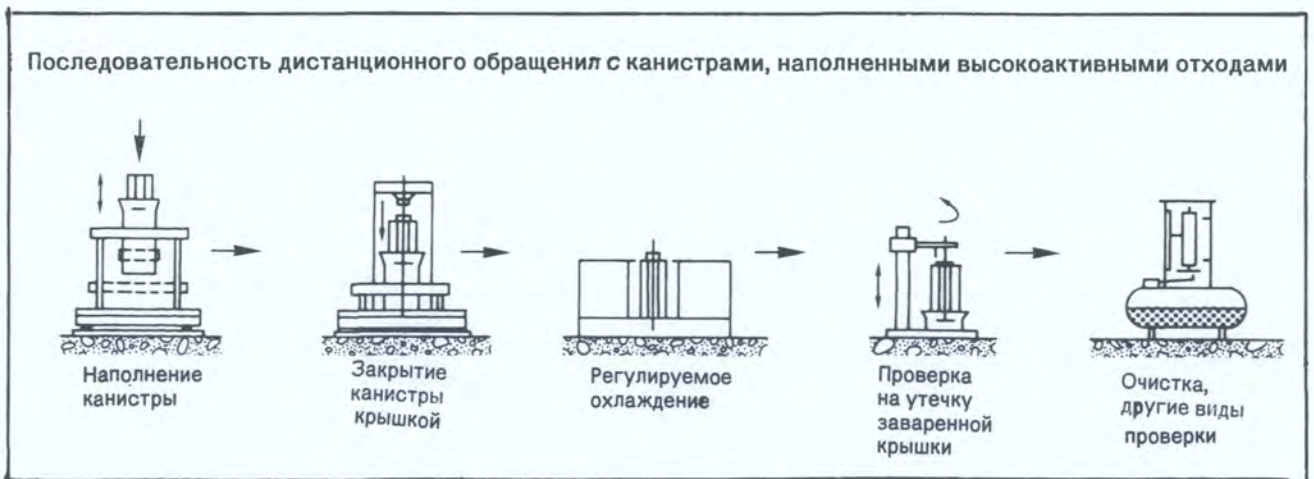 Последовательность дистанционного обращения с канистрами, наполненными высокоактивными отходами
Наполнение
канистры
Закрытие
канистры
крышкой
Регулируемое
охлаждение
Проверка
на утечку
заваренной
крышки
Очистка,
другие виды
проверки